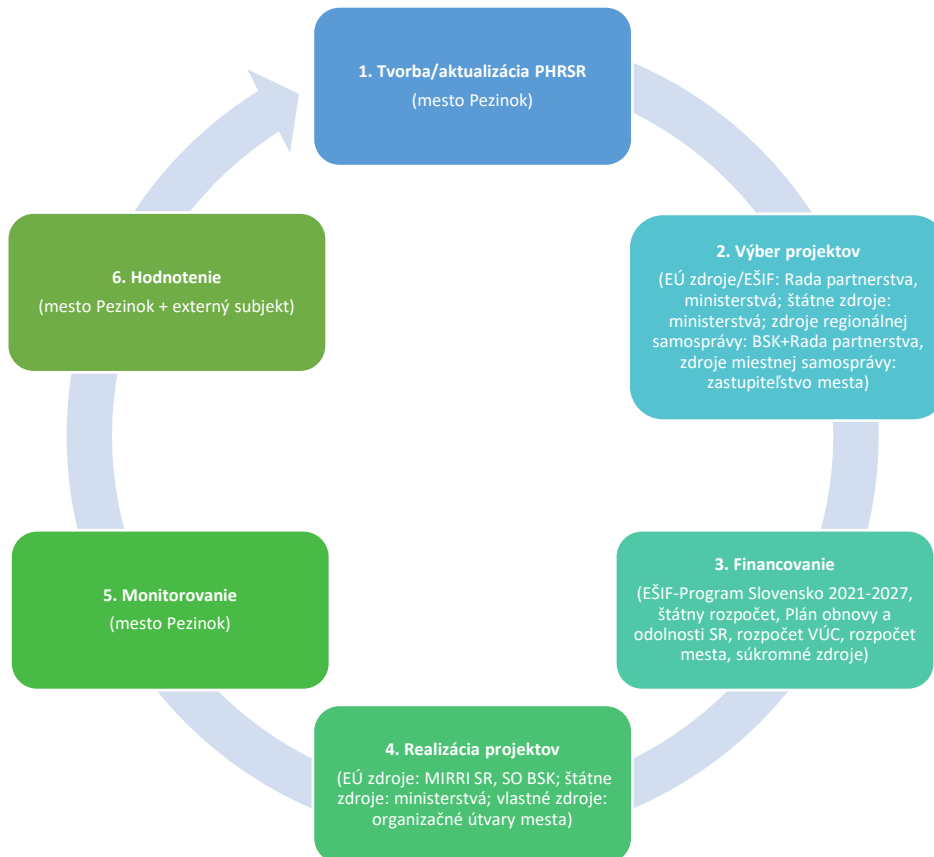 1. Tvorba/aktualizácia PHRSR
(mesto Pezinok)
2. Výber projektov
(EÚ zdroje/EŠIF: Rada partnerstva,
ministerstvá; štátne zdroje:
ministerstvá; zdroje regionálnej
samosprávy: BSK+Rada partnerstva,
zdroje miestnej samosprávy:
zastupiteľstvo mesta)
3. Financovanie
(EŠIF-Program Slovensko 2021-2027,
štátny rozpočet, Plán obnovy a
odolnosti SR, rozpočet VÚC, rozpočet
mesta, súkromné zdroje)
4. Realizácia projektov
(EÚ zdroje: MIRRI SR, SO BSK; štátne
zdroje: ministerstvá; vlastné zdroje:
organizačné útvary mesta)
5. Monitorovanie
(mesto Pezinok)
6. Hodnotenie
(mesto Pezinok + externý subjekt)